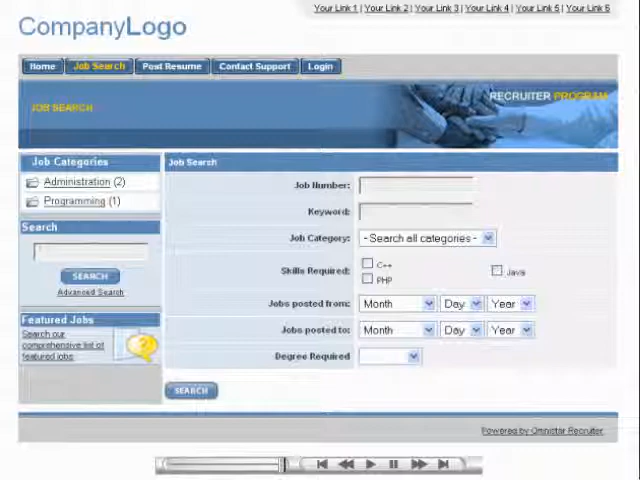 Your Link 1 | Your Link 2 | Your Link 3 | Your Link 4 | Your Link 5 | Your Link 6
CompanyLogo
Home Job Search Post Resume Contact Support Login
RECRUITER PROGRAM
JOB SEARCH
Job Categories
Administration (2)
Programming (1)
Search
SEARCH
Advanced Search
Featured Jobs
Search our
comprehensive list of
featured jobs
Job Search
Job Number:
Keyword:
Job Category: - Search all categories -
Skills Required: C++ Java
PHP
Jobs posted from: Month Day Year
Jobs posted to: Month Day Year
Degree Required
SEARCH
Powered by Omnistar Recruiter